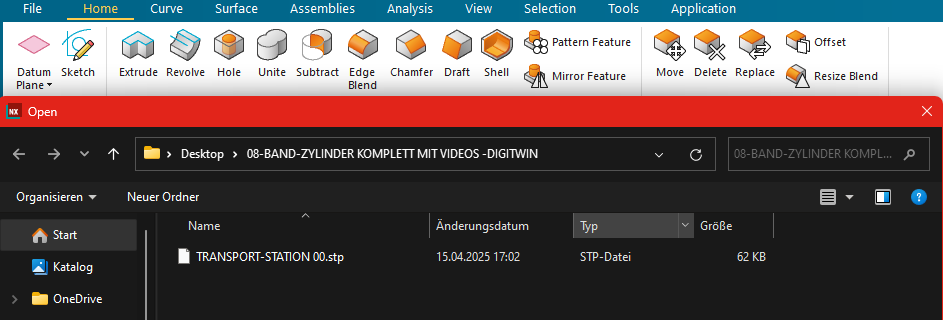 File Home Curve Surface Assemblies Analysis View Selection Tools Application
Datum Plane Sketch Extrude Revolve Hole Unite Subtract Edge Blend Chamfer Draft Shell Pattern Feature Mirror Feature Move Delete Replace Offset Resize Blend
NX Open
Desktop 08-BAND-ZYLINDER KOMPLETT MIT VIDEOS -DIGITWIN 08-BAND-ZYLINDER KOMPL...
Organisieren Neuer Ordner
Start
Katalog
OneDrive
Name Änderungsdatum Typ Größe
TRANSPORT-STATION 00.stp 15.04.2025 17:02 STP-Datei 62 KB